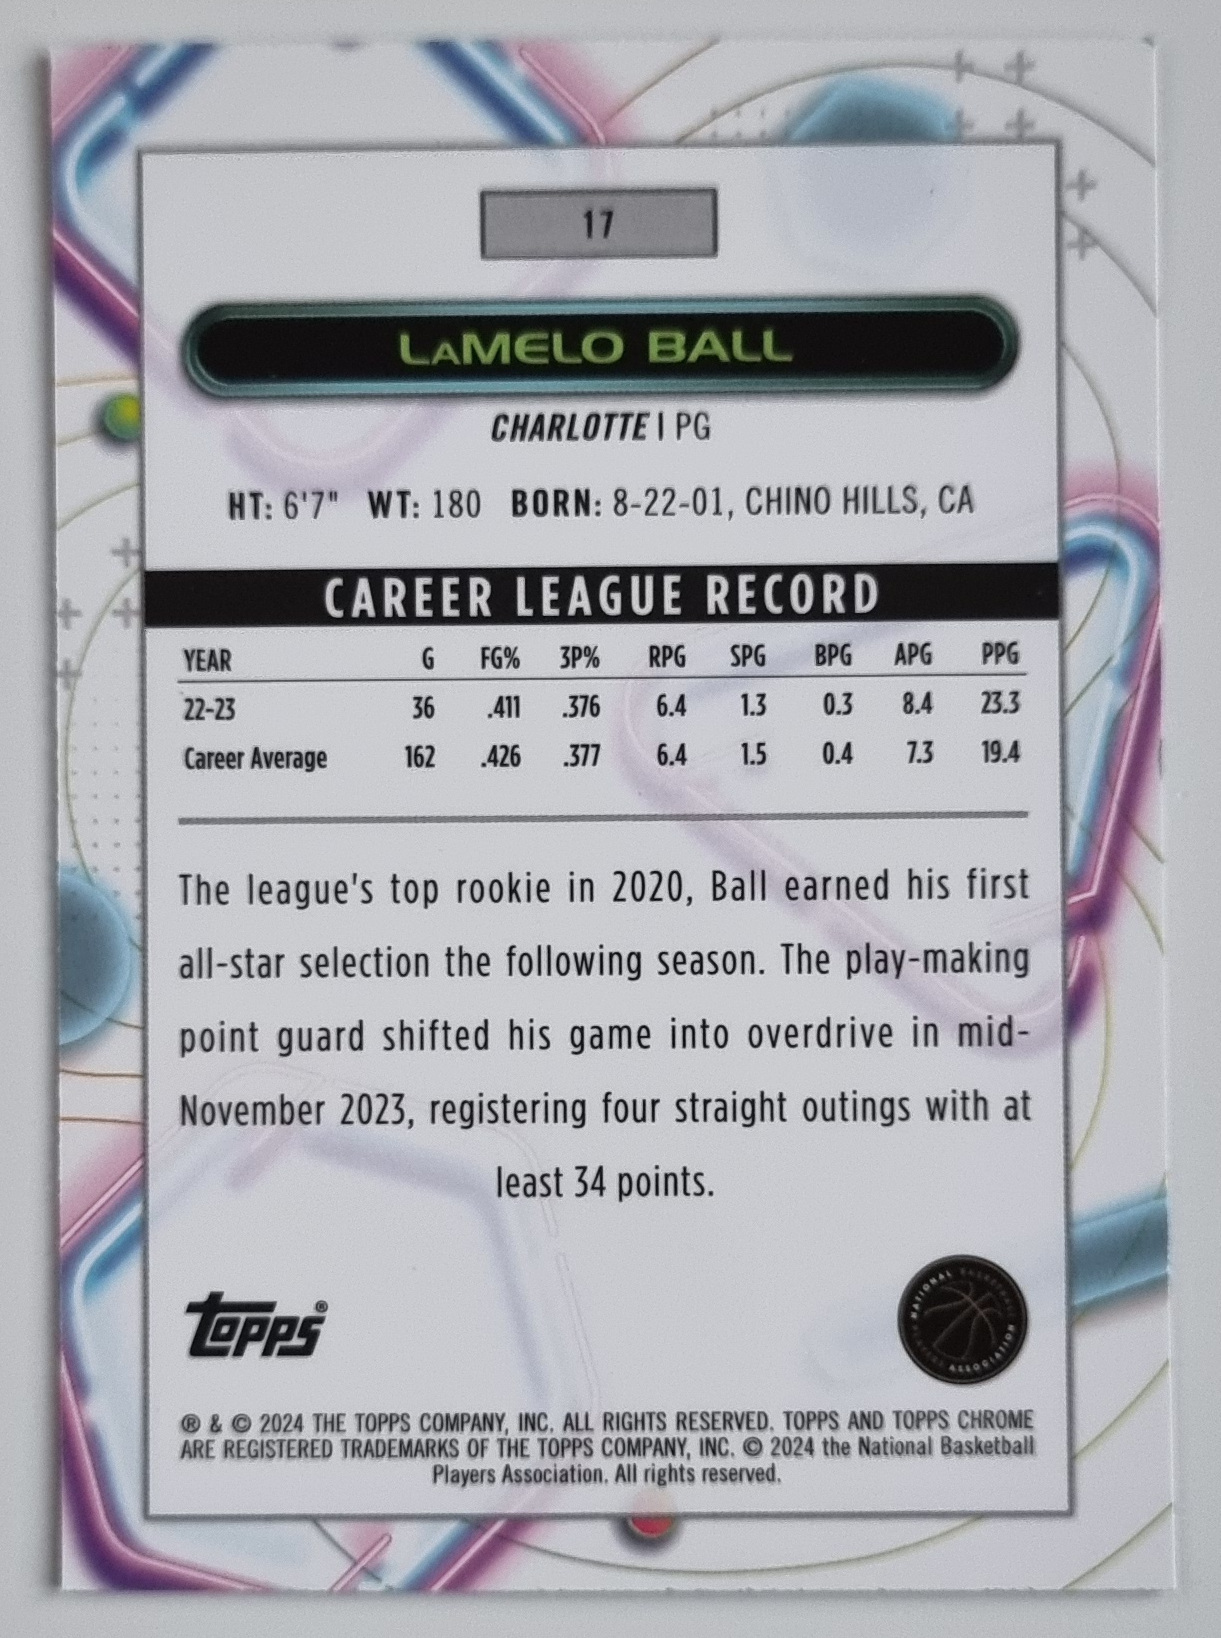 17
LAMELO BALL
CHARLOTTE | PG
HT: 6'7" WT: 180 BORN: 8-22-01, CHINO HILLS, CA
CAREER LEAGUE RECORD
YEAR G FG% 3P% RPG SPG BPG APG PPG
22-23 36 .411 .376 6.4 1.3 0.3 8.4 23.3
Career Average 162 .426 .377 6.4 1.5 0.4 7.3 19.4
The league's top rookie in 2020, Ball earned his first
all-star selection the following season. The play-making
point guard shifted his game into overdrive in mid-
November 2023, registering four straight outings with at
least 34 points.
topps®
NATIONAL BASKETBALL PLAYERS ASSOCIATION
® & © 2024 THE TOPPS COMPANY, INC. ALL RIGHTS RESERVED. TOPPS AND TOPPS CHROME
ARE REGISTERED TRADEMARKS OF THE TOPPS COMPANY, INC. © 2024 the National Basketball
Players Association. All rights reserved.